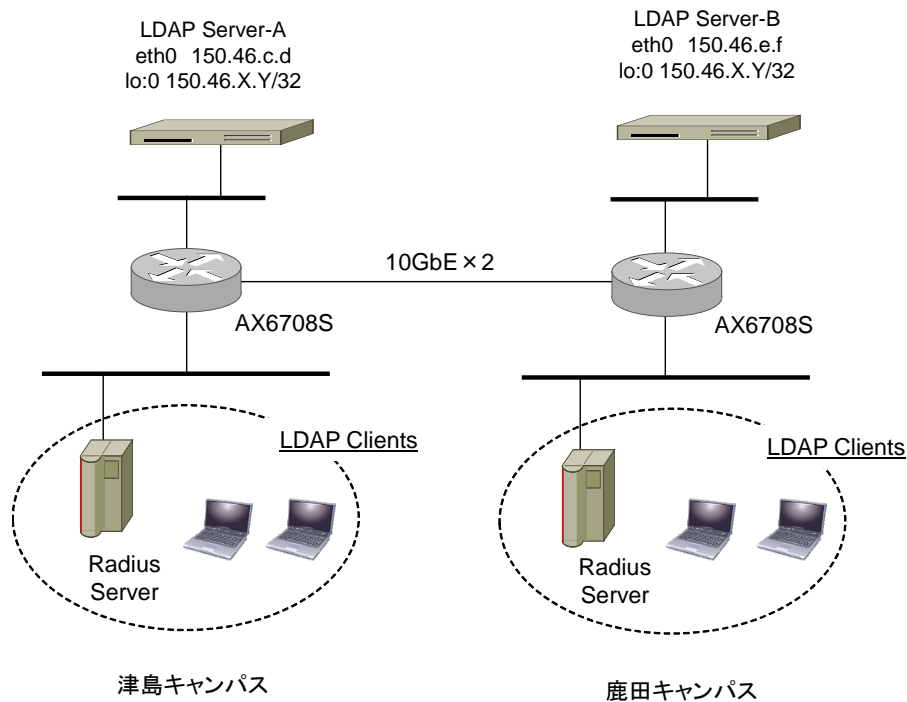 LDAP Server-A
eth0 150.46.c.d
lo:0 150.46.X.Y/32
LDAP Server-B
eth0 150.46.e.f
lo:0 150.46.X.Y/32
10GbE×2
AX6708S
AX6708S
LDAP Clients
Radius
Server
LDAP Clients
Radius
Server
津島キャンパス
鹿田キャンパス